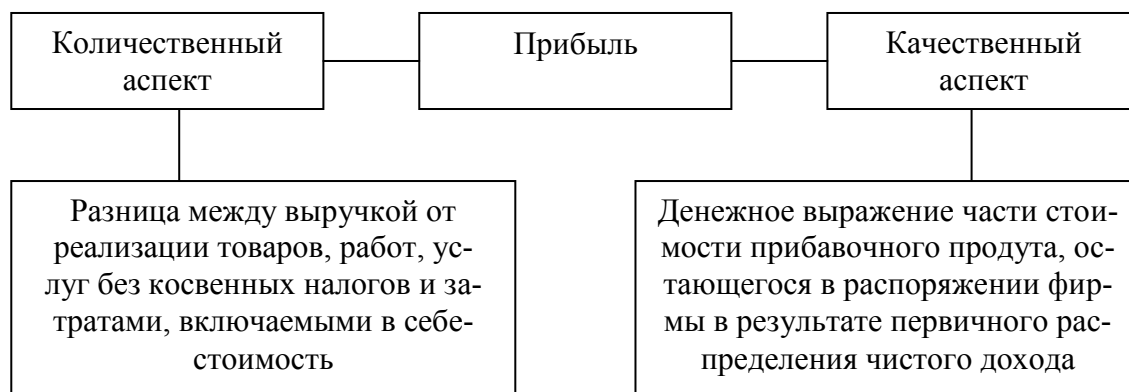 Количественный
аспект
Прибыль
Качественный
аспект
Разница между выручкой от
реализации товаров, работ, ус-
луг без косвенных налогов и за-
тратами, включаемыми в себе-
стоимость
Денежное выражение части стои-
мости прибавочного продута, ос-
тающегося в распоряжении фир-
мы в результате первичного рас-
пределения чистого дохода